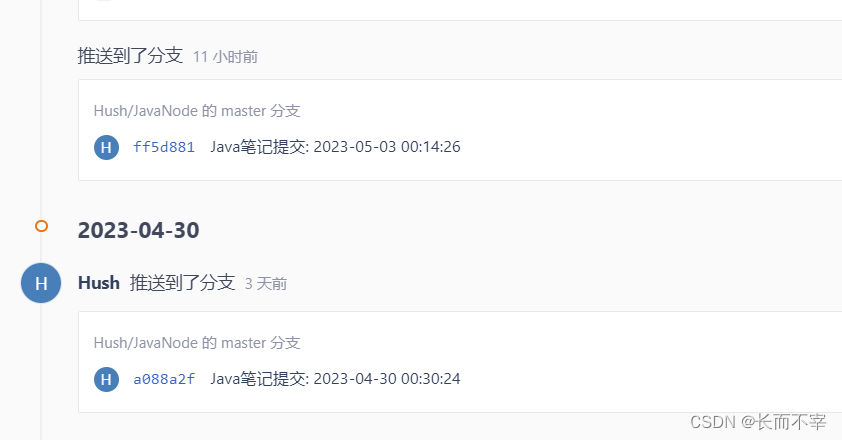 推送到了分支 11 小时前
Hush/JavaNode 的 master 分支
H ff5d881 Java笔记提交: 2023-05-03 00:14:26
2023-04-30
H Hush 推送到了分支 3 天前
Hush/JavaNode 的 master 分支
H a088a2f Java笔记提交: 2023-04-30 00:30:24
CSDN @长而不宰